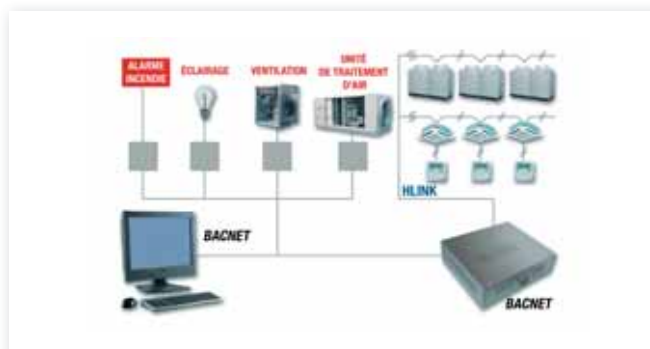 ALARME
INCENDIE
ÉCLAIRAGE
VENTILATION
UNITÉ
DE TRAITEMENT
D'AIR
HLINK
BACNET
BACNET